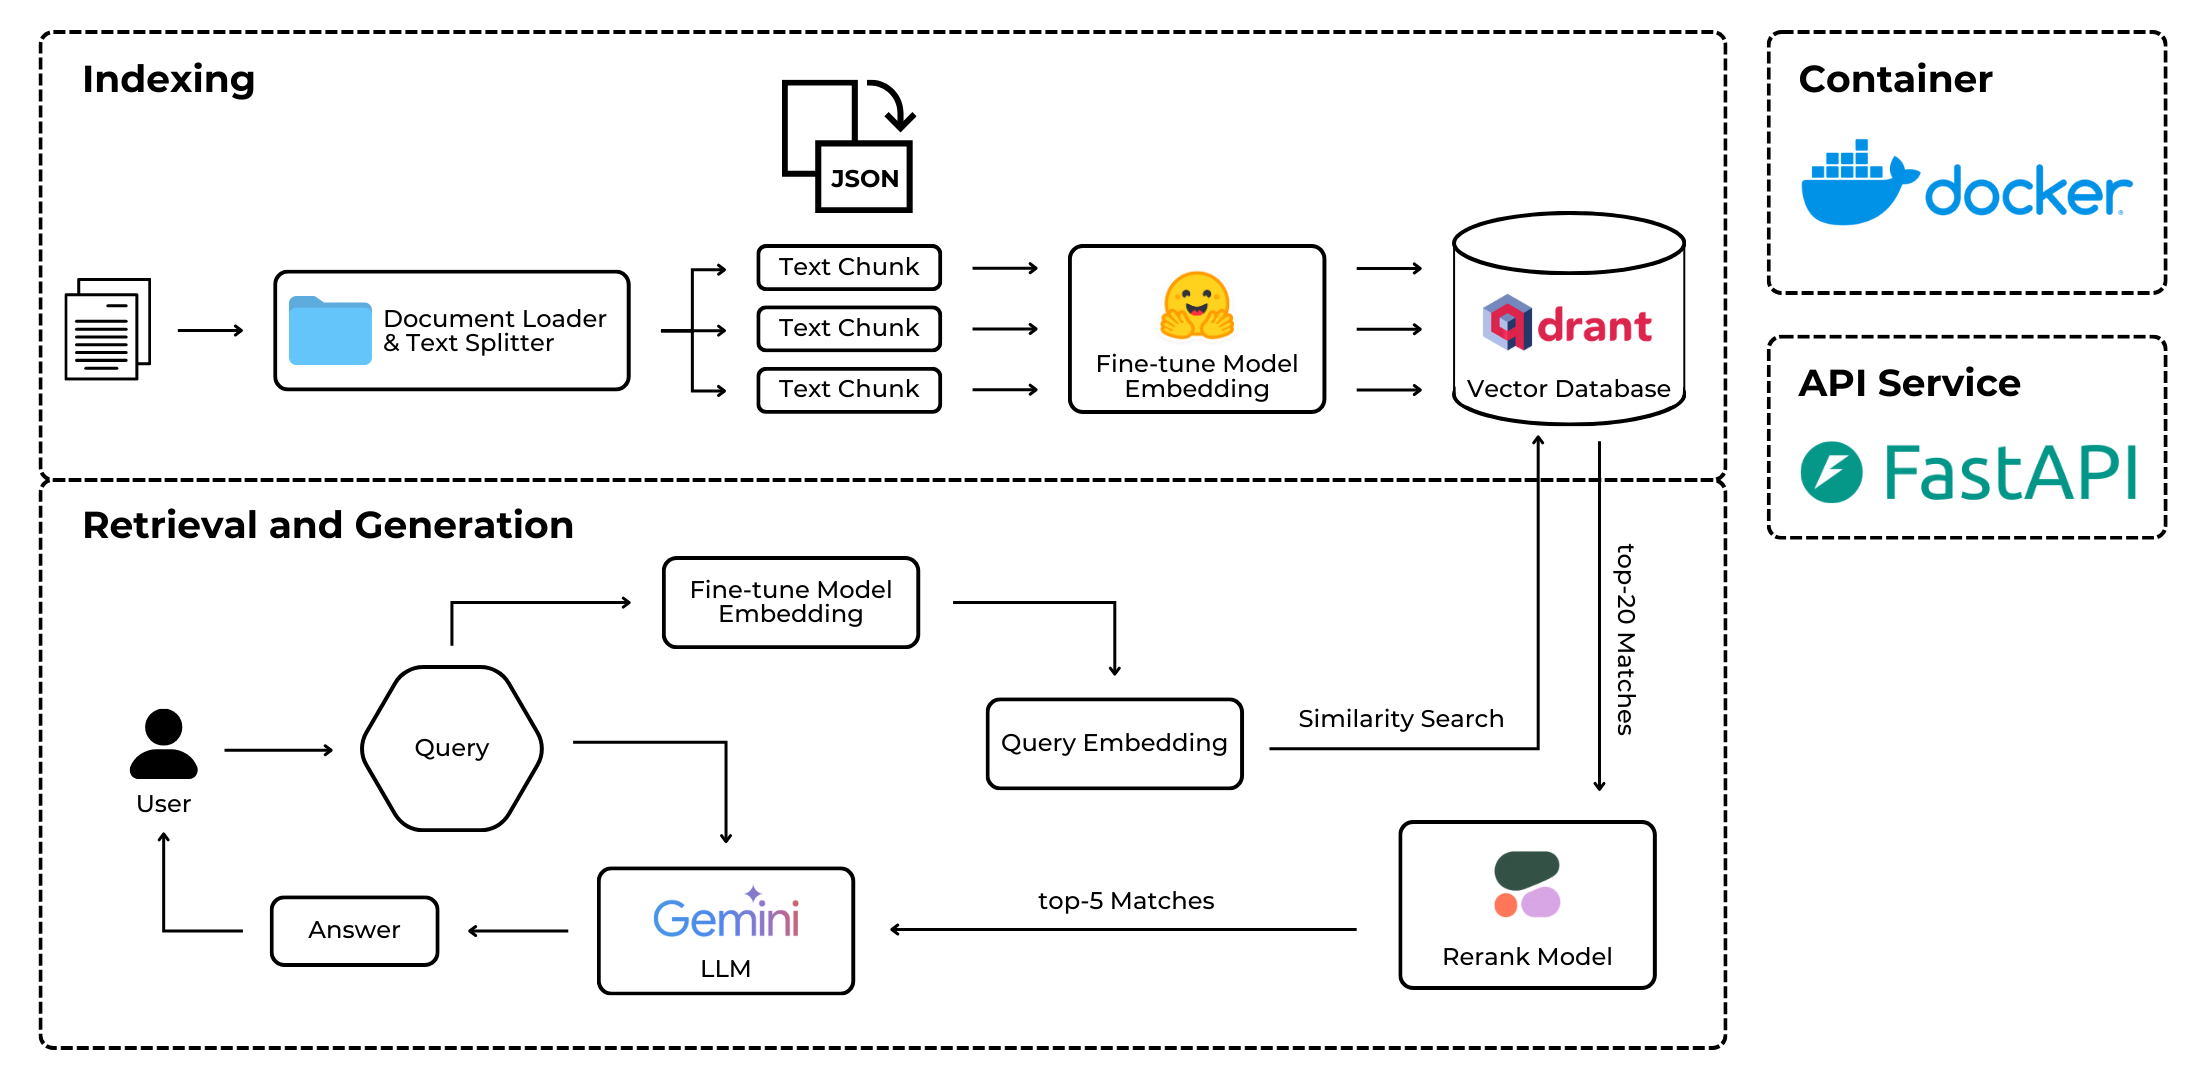 Indexing
JSON
Document Loader
& Text Splitter
Text Chunk
Text Chunk
Text Chunk
Fine-tune Model
Embedding
qdrant
Vector Database
Container
docker
API Service
FastAPI
Retrieval and Generation
Fine-tune Model
Embedding
User
Query
Query Embedding
Similarity Search
top-20 Matches
Rerank Model
top-5 Matches
Gemini
LLM
Answer